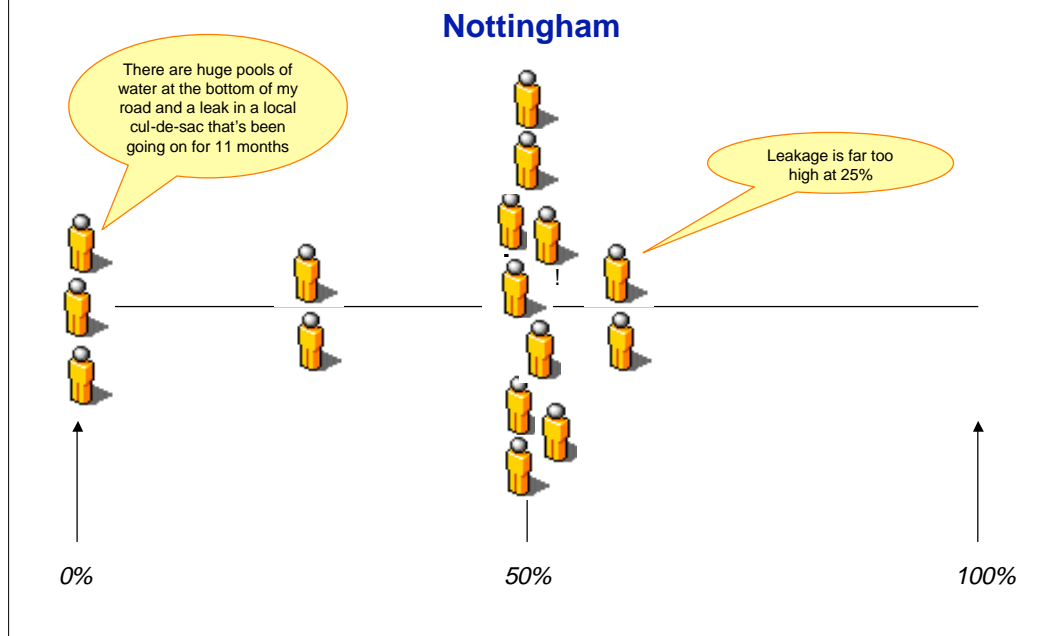 Nottingham
There are huge pools of
water at the bottom of my
road and a leak in a local
cul-de-sac that's been
going on for 11 months
Leakage is far too
high at 25%
!
0%
50%
100%